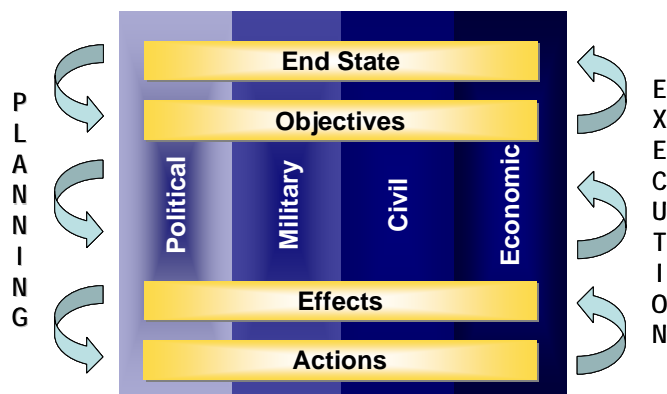 PLANNING
End State
Objectives
Political
Military
Civil
Economic
Effects
Actions
EXECUTION